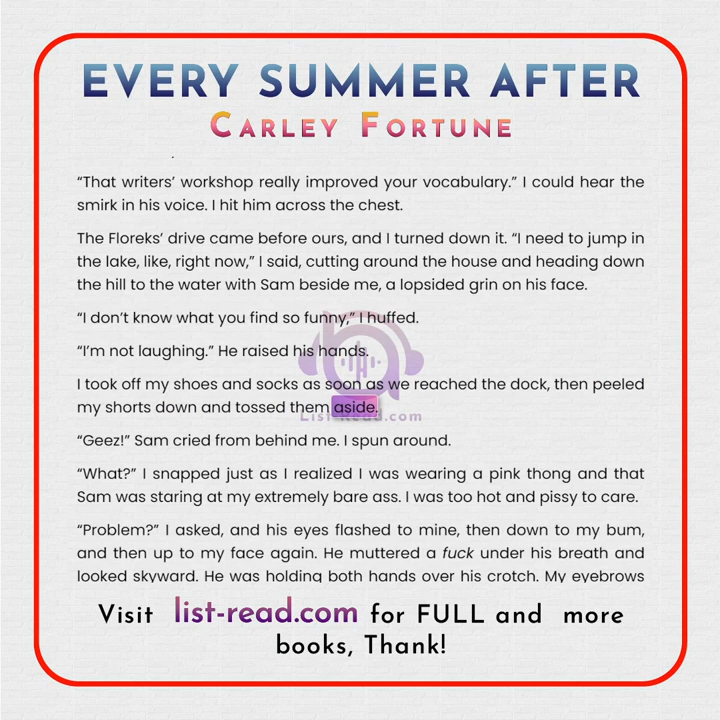 EVERY SUMMER AFTER
CARLEY FORTUNE
“That writers’ workshop really improved your vocabulary.” I could hear the
smirk in his voice. I hit him across the chest.
The Floreks’ drive came before ours, and I turned down it. “I need to jump in
the lake, like, right now,” I said, cutting around the house and heading down
the hill to the water with Sam beside me, a lopsided grin on his face.
“I don’t know what you find so funny,” I huffed.
“I’m not laughing.” He raised his hands.
I took off my shoes and socks as soon as we reached the dock, then peeled
my shorts down and tossed them aside.
List-Read.com
“Geez!” Sam cried from behind me. I spun around.
“What?” I snapped just as I realized I was wearing a pink thong and that
Sam was staring at my extremely bare ass. I was too hot and pissy to care.
“Problem?” I asked, and his eyes flashed to mine, then down to my bum,
and then up to my face again. He muttered a fuck under his breath and
looked skyward. He was holding both hands over his crotch. My eyebrows
Visit list-read.com for FULL and more
books, Thank!